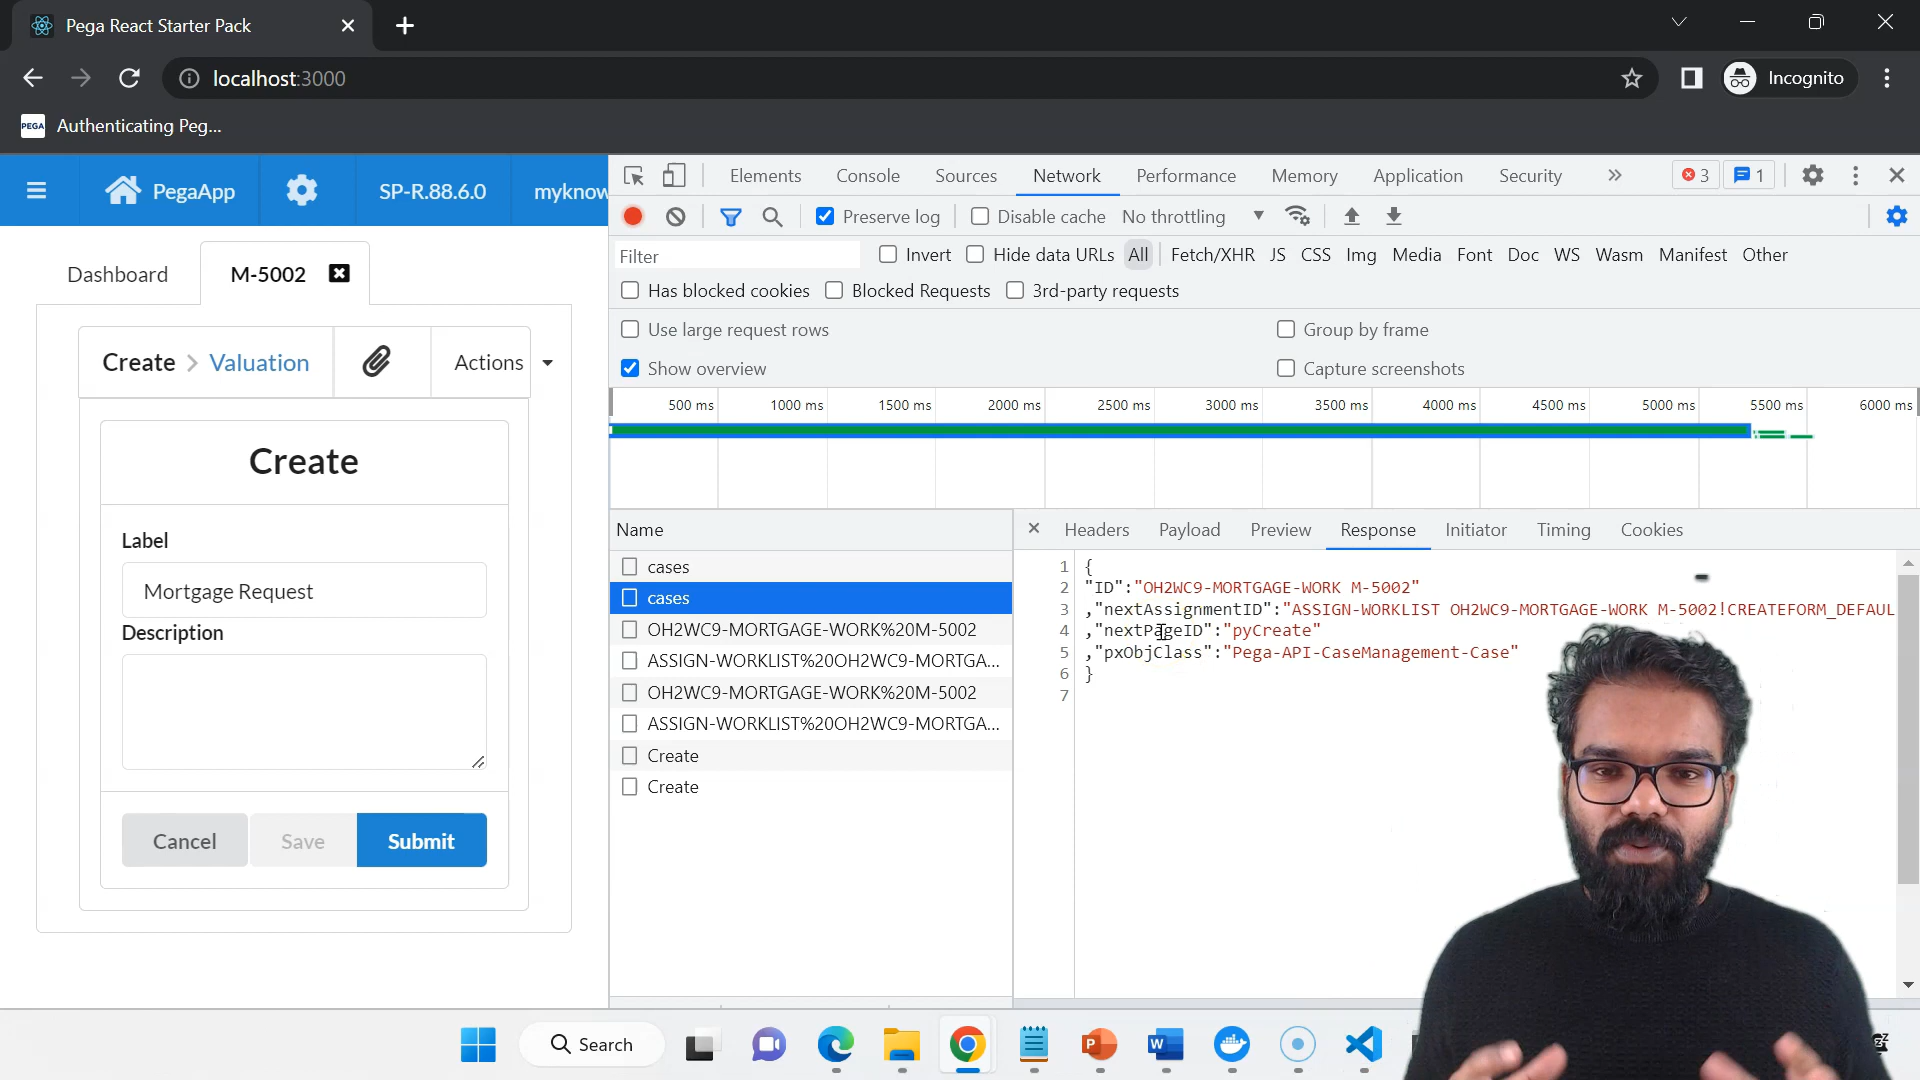 Pega React Starter Pack
localhost:3000
Incognito
PEGA Authenticating Peg...
PegaApp SP-R.88.6.0 myknow
Dashboard M-5002
Create Valuation Actions
Create
Label
Mortgage Request
Description
Cancel Save Submit
Elements Console Sources Network Performance Memory Application Security 3 1
Preserve log Disable cache No throttling
Filter Invert Hide data URLs All Fetch/XHR JS CSS Img Media Font Doc WS Wasm Manifest Other
Has blocked cookies Blocked Requests 3rd-party requests
Use large request rows Group by frame
Show overview Capture screenshots
500 ms 1000 ms 1500 ms 2000 ms 2500 ms 3000 ms 3500 ms 4000 ms 4500 ms 5000 ms 5500 ms 6000 ms
Name
cases
cases
OH2WC9-MORTGAGE-WORK%20M-5002
ASSIGN-WORKLIST%20OH2WC9-MORTGA...
OH2WC9-MORTGAGE-WORK%20M-5002
ASSIGN-WORKLIST%20OH2WC9-MORTGA...
Create
Create
Headers Payload Preview Response Initiator Timing Cookies
1 {
2 "ID":"OH2WC9-MORTGAGE-WORK M-5002"
3 ,"nextAssignmentID":"ASSIGN-WORKLIST OH2WC9-MORTGAGE-WORK M-5002!CREATEFORM_DEFAUL
4 ,"nextPageID":"pyCreate"
5 ,"pxObjClass":"Pega-API-CaseManagement-Case"
6 }
7
Search